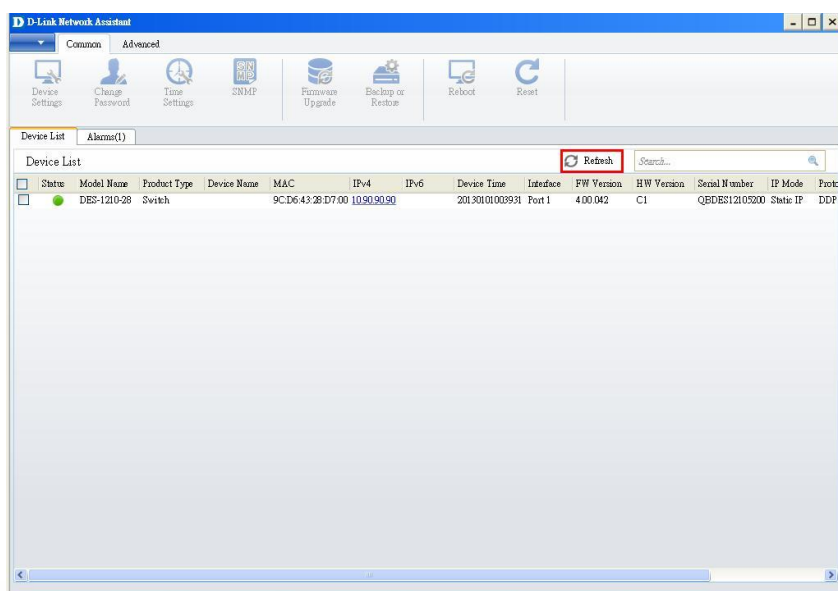 D-Link Network Assistant
Common Advanced
Device Settings
Change Password
Time Settings
SNMP
Firmware Upgrade
Backup or Restore
Reboot
Reset
Device List Alarms(1)
Device List Refresh Search...
Status Model Name Product Type Device Name MAC IPv4 IPv6 Device Time Interface FW Version HW Version Serial Number IP Mode Proto
DES-1210-28 Switch 9C:D6:43:28:D7:00 10.90.90.90 20130101003931 Port 1 4.00.042 C1 QBDES12105200 Static IP DDP